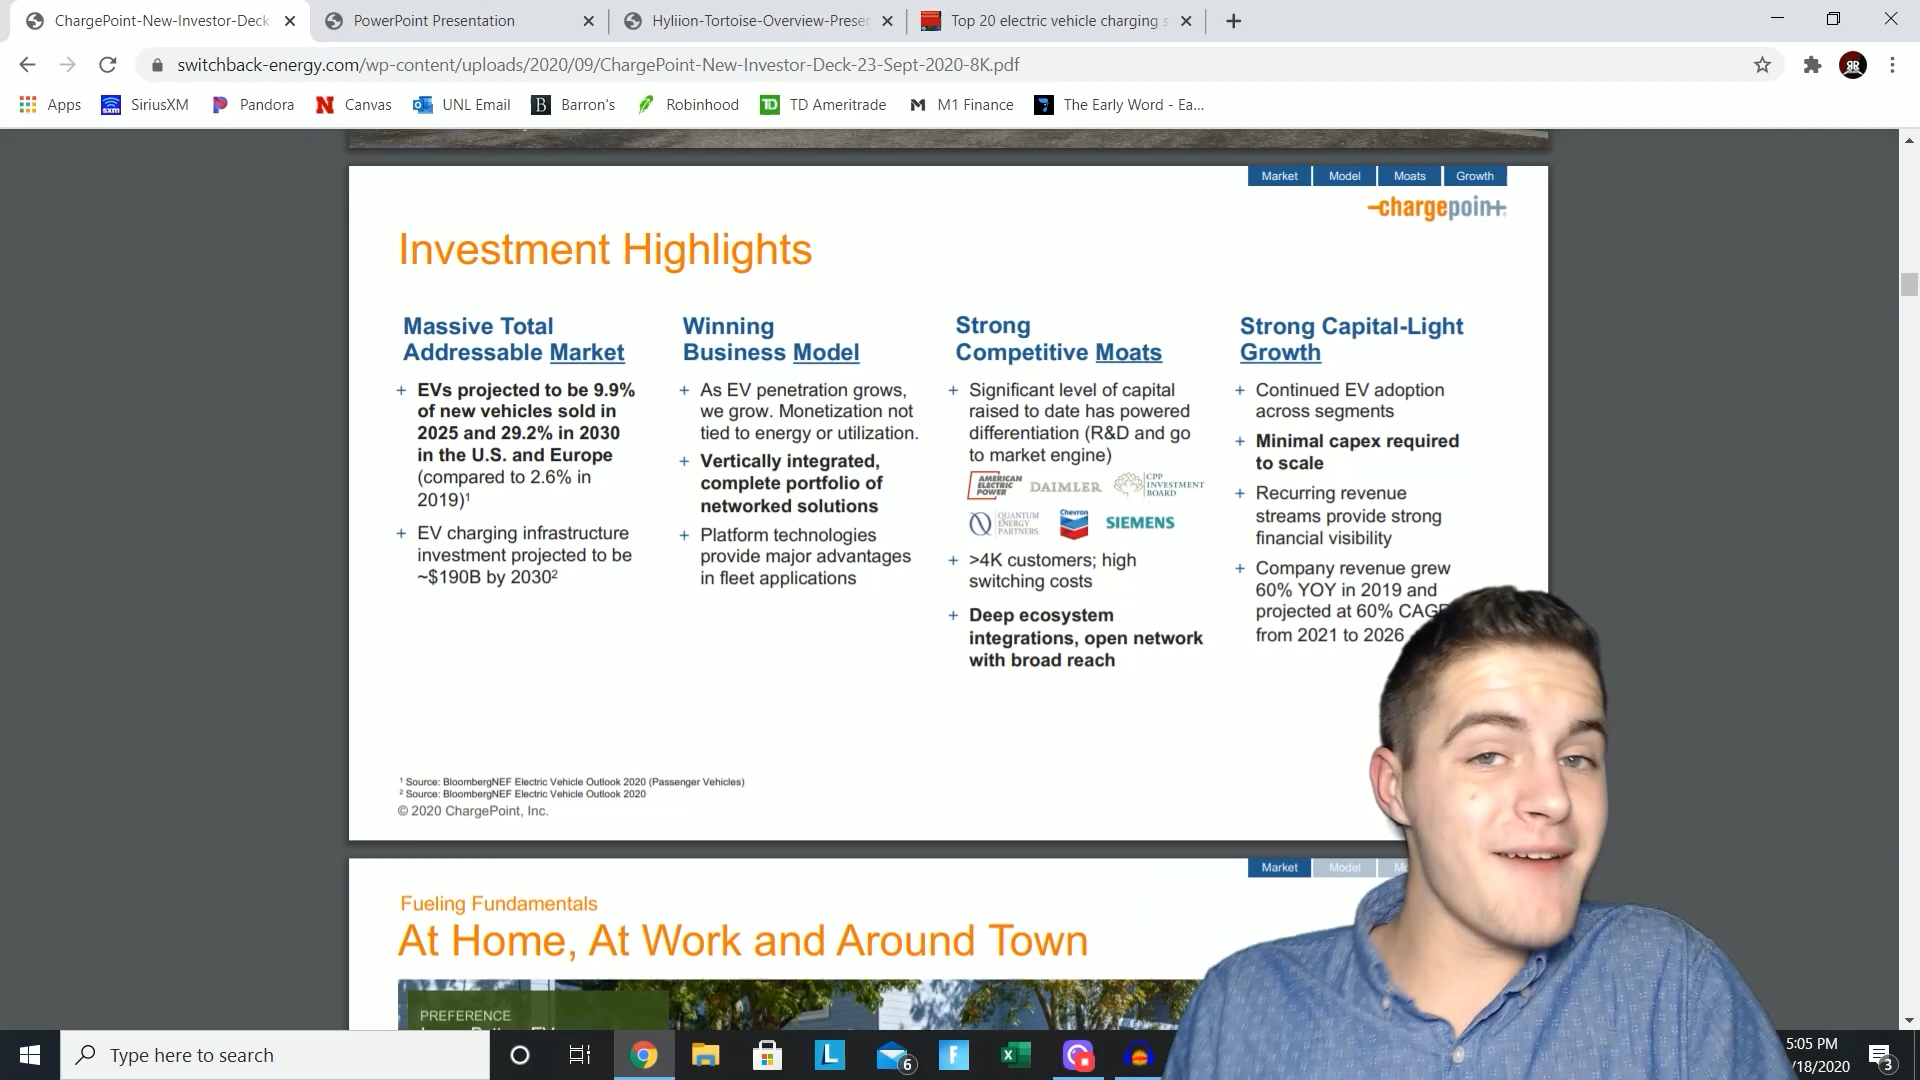 ChargePoint-New-Investor-Deck-
PowerPoint Presentation
Hyliion-Tortoise-Overview-Prese
Top 20 electric vehicle charging s
switchback-energy.com/wp-content/uploads/2020/09/ChargePoint-New-Investor-Deck-23-Sept-2020-8K.pdf
Apps
SiriusXM
Pandora
Canvas
UNL Email
Barron's
Robinhood
TD Ameritrade
M1 Finance
The Early Word - Ea...
Market
Model
Moats
Growth
chargepoin+
Investment Highlights
Massive Total
Addressable Market
+ EVs projected to be 9.9%
of new vehicles sold in
2025 and 29.2% in 2030
in the U.S. and Europe
(compared to 2.6% in
2019)¹
+ EV charging infrastructure
investment projected to be
~$190B by 2030²
Winning
Business Model
+ As EV penetration grows,
we grow. Monetization not
tied to energy or utilization.
+ Vertically integrated,
complete portfolio of
networked solutions
+ Platform technologies
provide major advantages
in fleet applications
Strong
Competitive Moats
+ Significant level of capital
raised to date has powered
differentiation (R&D and go
to market engine)
AMERICAN
ELECTRIC
POWER
DAIMLER
CPP
INVESTMENT
BOARD
QUANTUM
ENERGY
PARTNERS
Chevron
SIEMENS
+ >4K customers; high
switching costs
+ Deep ecosystem
integrations, open network
with broad reach
Strong Capital-Light
Growth
+ Continued EV adoption
across segments
+ Minimal capex required
to scale
+ Recurring revenue
streams provide strong
financial visibility
+ Company revenue grew
60% YOY in 2019 and
projected at 60% CAGR
from 2021 to 2026
¹ Source: BloombergNEF Electric Vehicle Outlook 2020 (Passenger Vehicles)
² Source: BloombergNEF Electric Vehicle Outlook 2020
© 2020 ChargePoint, Inc.
Market
Model
Fueling Fundamentals
At Home, At Work and Around Town
PREFERENCE
Type here to search
6
5:05 PM
/18/2020
3